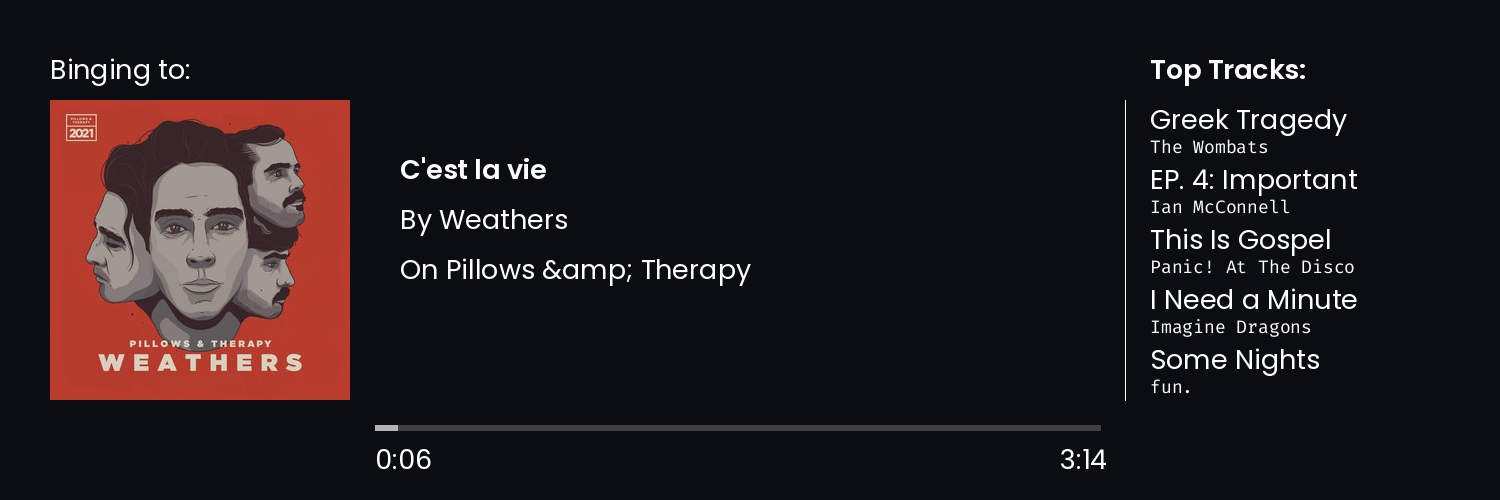 Binging to:
PILLOWS &
THERAPY
2021
PILLOWS & THERAPY
WEATHERS
C'est la vie
By Weathers
On Pillows &amp; Therapy
0:06
3:14
Top Tracks:
Greek Tragedy
The Wombats
EP. 4: Important
Ian McConnell
This Is Gospel
Panic! At The Disco
I Need a Minute
Imagine Dragons
Some Nights
fun.